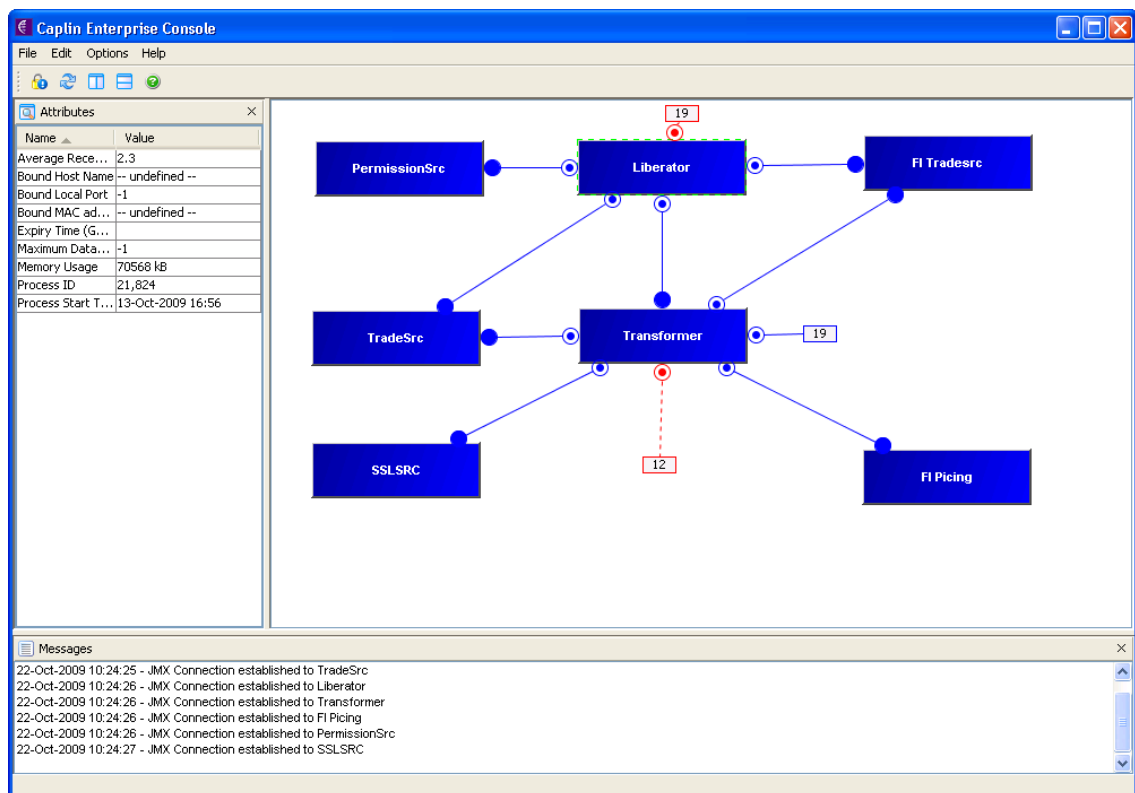 Caplin Enterprise Console
File Edit Options Help
Attributes
Name Value
Average Rece... 2.3
Bound Host Name -- undefined --
Bound Local Port -1
Bound MAC ad... -- undefined --
Expiry Time (G...
Maximum Data... -1
Memory Usage 70568 kB
Process ID 21,824
Process Start T... 13-Oct-2009 16:56
19
PermissionSrc
Liberator
FI Tradesrc
TradeSrc
Transformer
19
SSLSRC
12
FI Picing
Messages
22-Oct-2009 10:24:25 - JMX Connection established to TradeSrc
22-Oct-2009 10:24:26 - JMX Connection established to Liberator
22-Oct-2009 10:24:26 - JMX Connection established to Transformer
22-Oct-2009 10:24:26 - JMX Connection established to FI Picing
22-Oct-2009 10:24:26 - JMX Connection established to PermissionSrc
22-Oct-2009 10:24:27 - JMX Connection established to SSLSRC